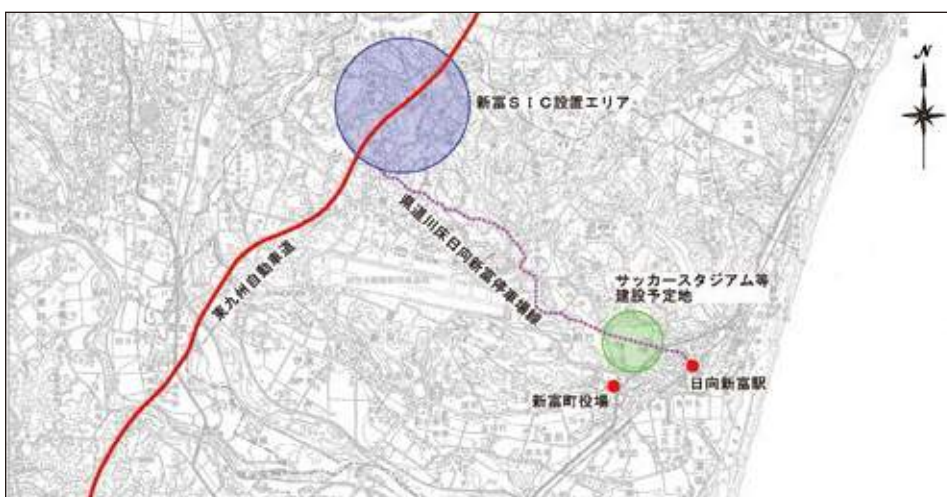 N
新富SIC設置エリア
県道川床日向新富停車場線
東九州自動車道
サッカースタジアム等
建設予定地
日向新富駅
新富町役場